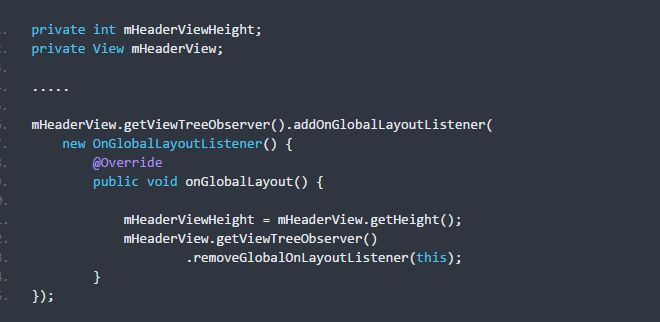 private int mHeaderViewHeight;
private View mHeaderView;
.....
mHeaderView.getViewTreeObserver().addOnGlobalLayoutListener(
new OnGlobalLayoutListener() {
@Override
public void onGlobalLayout() {
mHeaderViewHeight = mHeaderView.getHeight();
mHeaderView.getViewTreeObserver()
.removeGlobalOnLayoutListener(this);
}
});